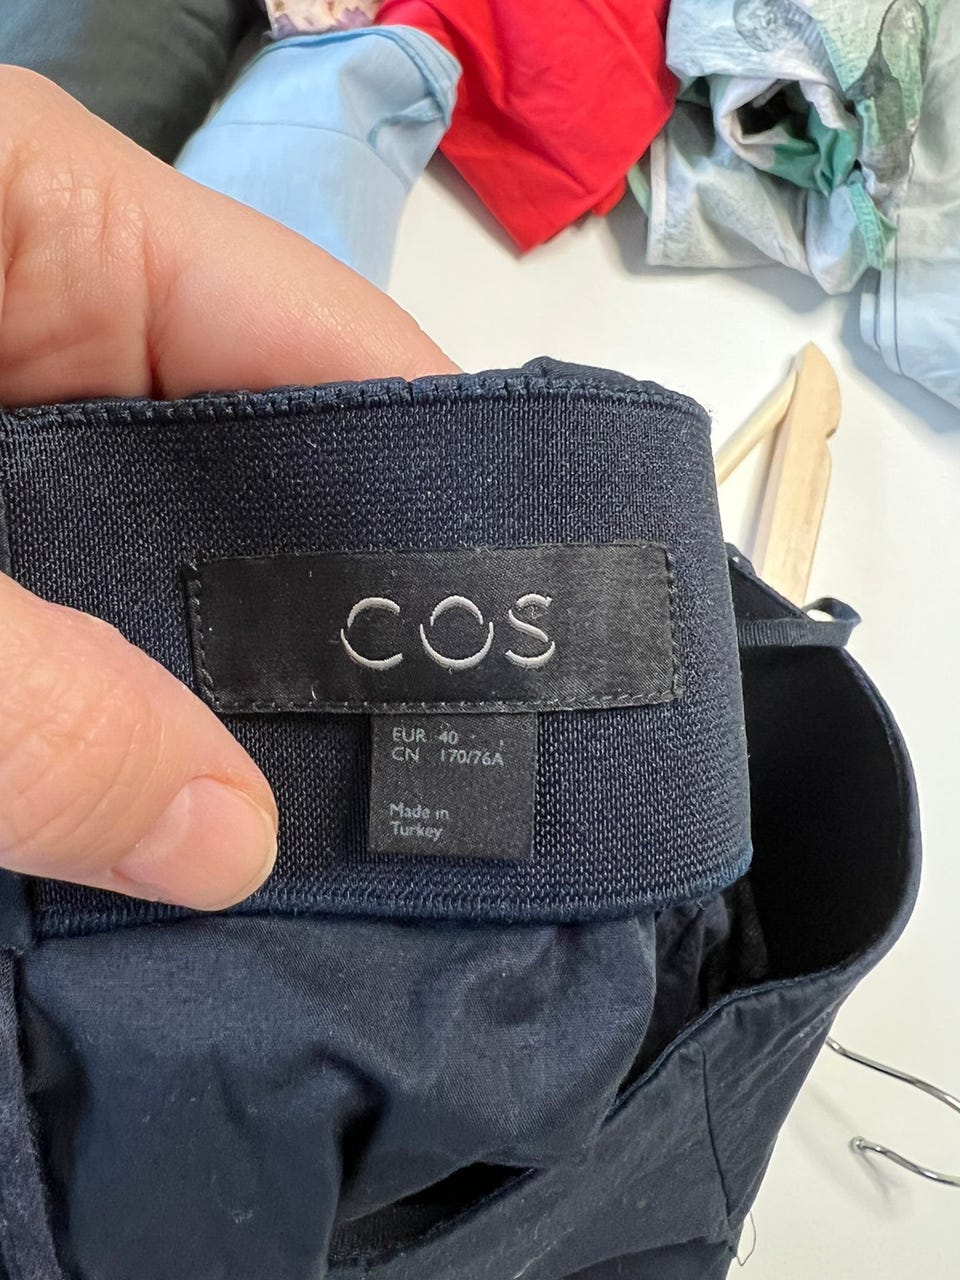 COS
EUR 40
CN 170/76A
Made in
Turkey